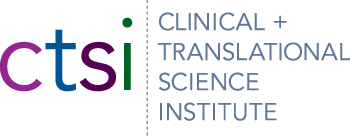 ctsi
CLINICAL +
TRANSLATIONAL
SCIENCE
INSTITUTE